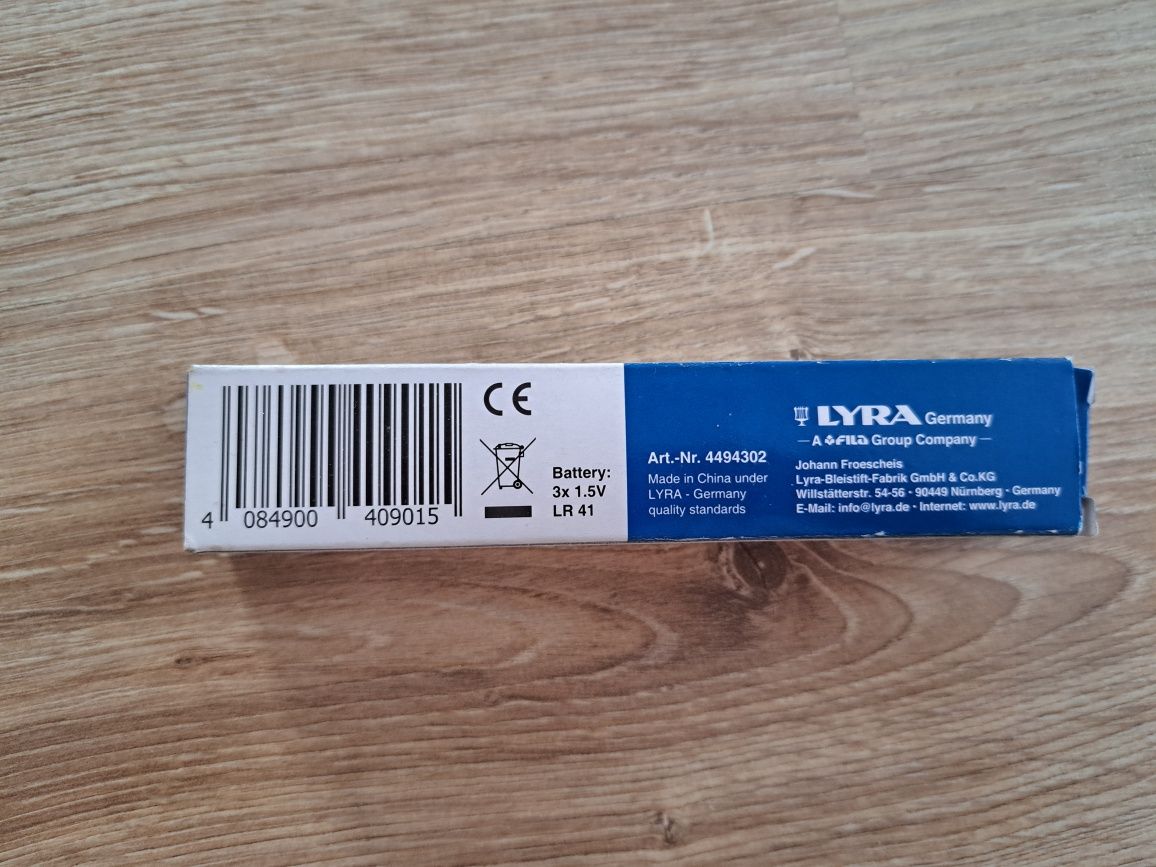 4 084900 409015
CE
Battery:
3x 1.5V
LR 41
Art.-Nr. 4494302
Made in China under
LYRA - Germany
quality standards
LYRA Germany
A FILA Group Company
Johann Froescheis
Lyra-Bleistift-Fabrik GmbH & Co.KG
Willstätterstr. 54-56 · 90449 Nürnberg · Germany
E-Mail: info@lyra.de · Internet: www.lyra.de